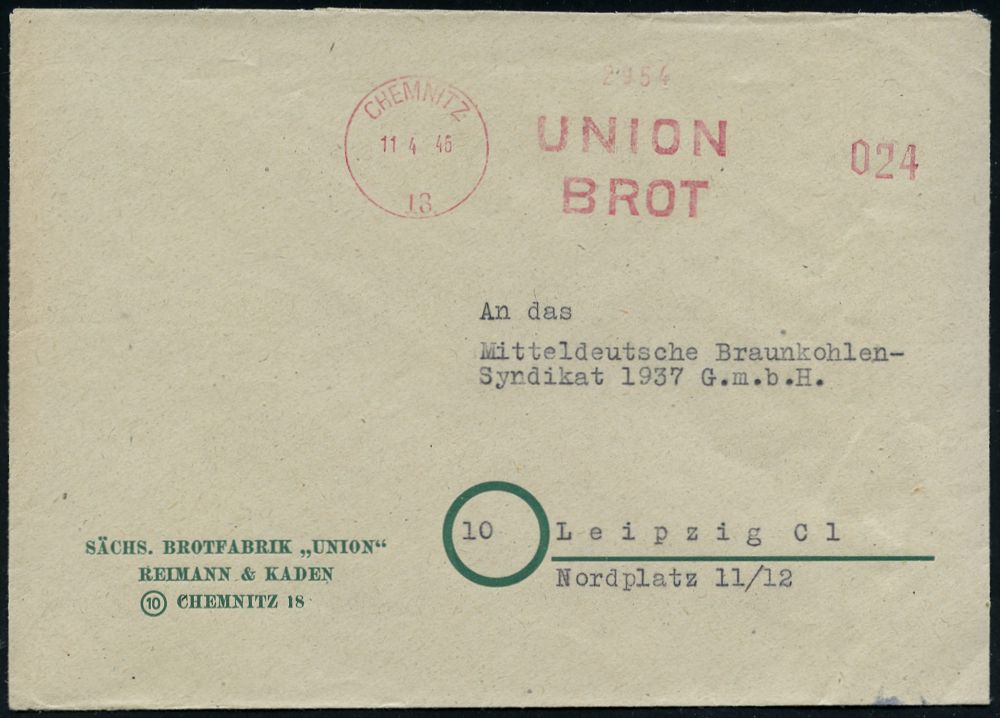 2954
CHEMNITZ
11 4 46
18.
UNION
BROT
024
An das
Mitteldeutsche Braunkohlen-
Syndikat 1937 G.m.b.H.
10 Leipzig C1
Nordplatz 11/12
SÄCHS. BROTFABRIK „UNION“
REIMANN & KADEN
10 CHEMNITZ 18